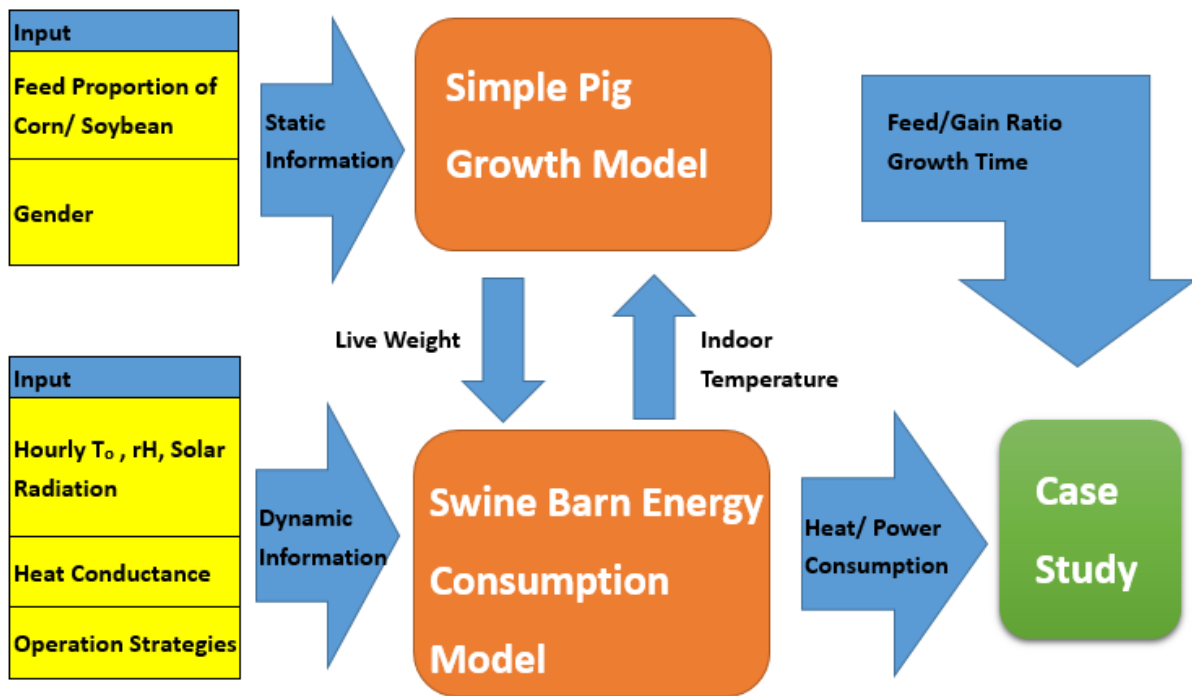 Input
Feed Proportion of
Corn/ Soybean
Gender
Static
Information
Simple Pig
Growth Model
Feed/Gain Ratio
Growth Time
Live Weight
Indoor
Temperature
Input
Hourly Tₒ , rH, Solar
Radiation
Heat Conductance
Operation Strategies
Dynamic
Information
Swine Barn Energy
Consumption
Model
Heat/ Power
Consumption
Case
Study